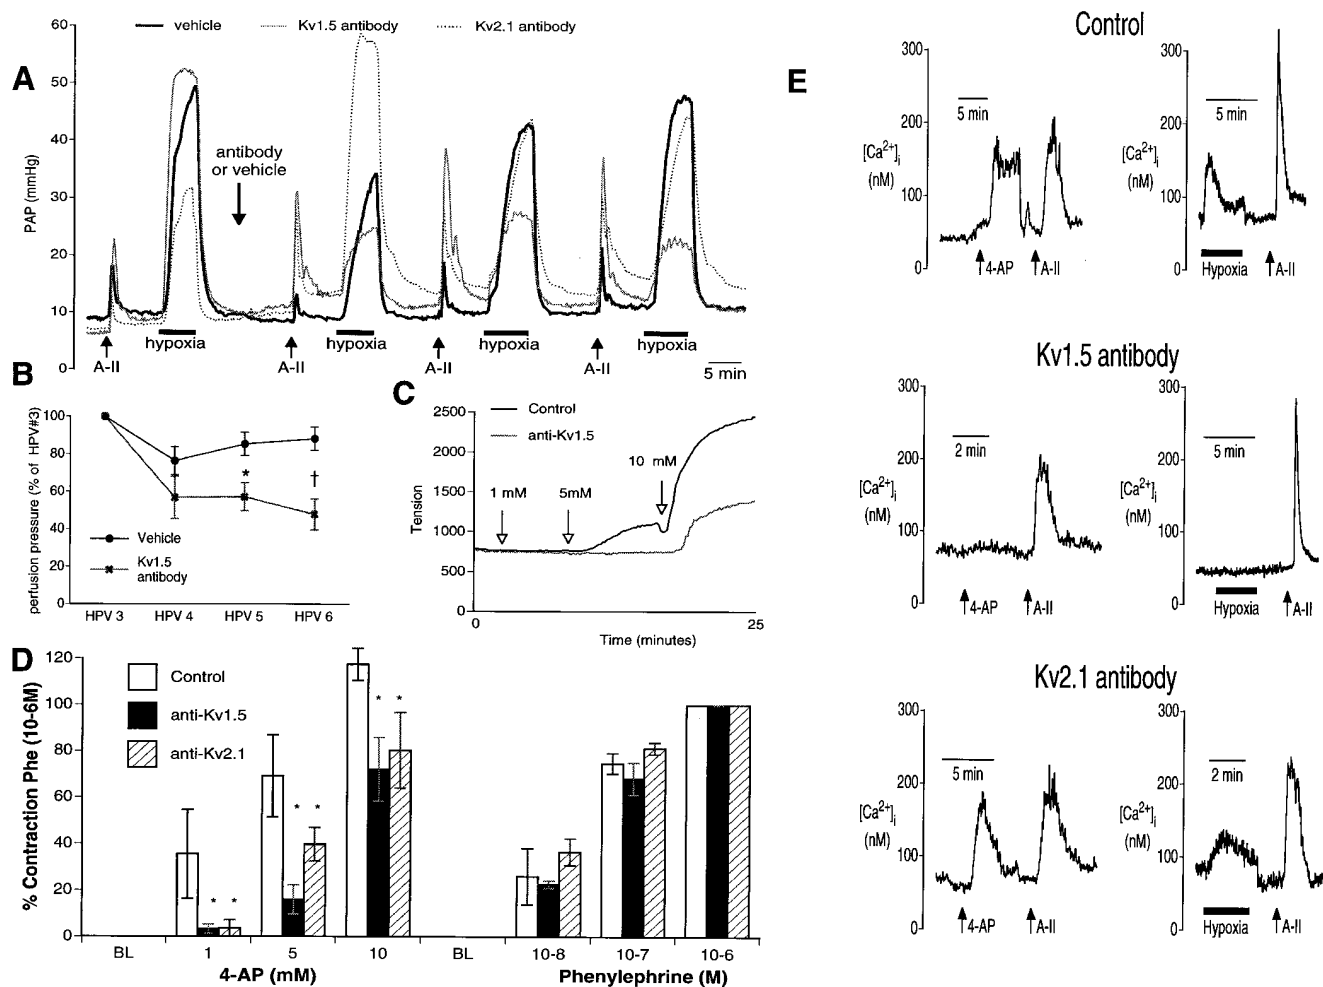 A
vehicle
Kv1.5 antibody
Kv2.1 antibody
60
50
40
30
20
10
0
PAP (mmHg)
antibody
or vehicle
A-II
hypoxia
A-II
hypoxia
A-II
hypoxia
A-II
hypoxia
5 min
B
100
80
60
40
20
0
perfusion pressure (% of HPV#3)
*
†
Vehicle
Kv1.5
antibody
HPV 3
HPV 4
HPV 5
HPV 6
C
Control
anti-Kv1.5
2500
2000
1500
1000
500
0
Tension
1 mM
5mM
10 mM
0
25
Time (minutes)
D
120
100
80
60
40
20
0
% Contraction Phe (10-6M)
Control
anti-Kv1.5
anti-Kv2.1
* *
* *
* *
BL
1
5
10
BL
10-8
10-7
10-6
4-AP (mM)
Phenylephrine (M)
E
Control
300
200
100
0
[Ca2+]i
(nM)
5 min
4-AP
A-II
300
200
100
0
[Ca2+]i
(nM)
5 min
Hypoxia
A-II
Kv1.5 antibody
300
200
100
0
[Ca2+]i
(nM)
2 min
4-AP
A-II
300
200
100
0
[Ca2+]i
(nM)
5 min
Hypoxia
A-II
Kv2.1 antibody
300
200
100
0
[Ca2+]i
(nM)
5 min
4-AP
A-II
300
200
100
0
[Ca2+]i
(nM)
2 min
Hypoxia
A-II